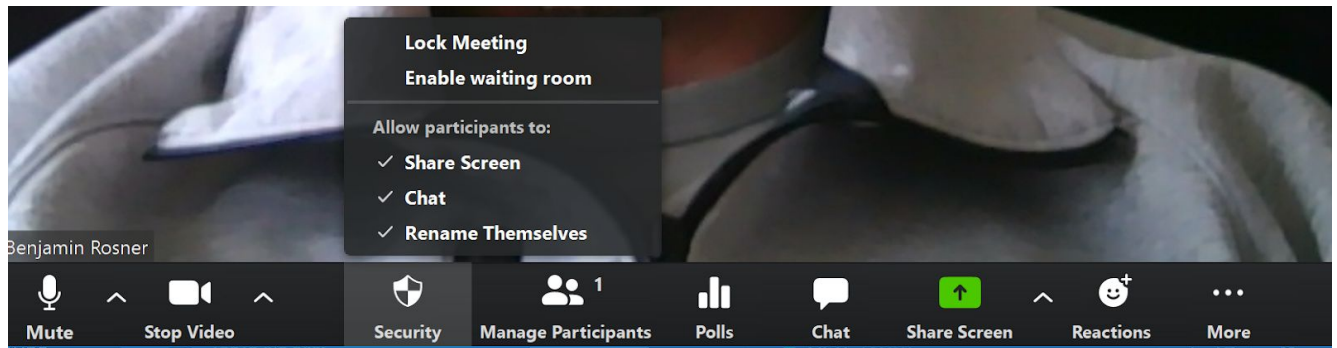 Lock Meeting
Enable waiting room
Allow participants to:
Share Screen
Chat
Rename Themselves
Benjamin Rosner
1
Mute
Stop Video
Security
Manage Participants
Polls
Chat
Share Screen
Reactions
More